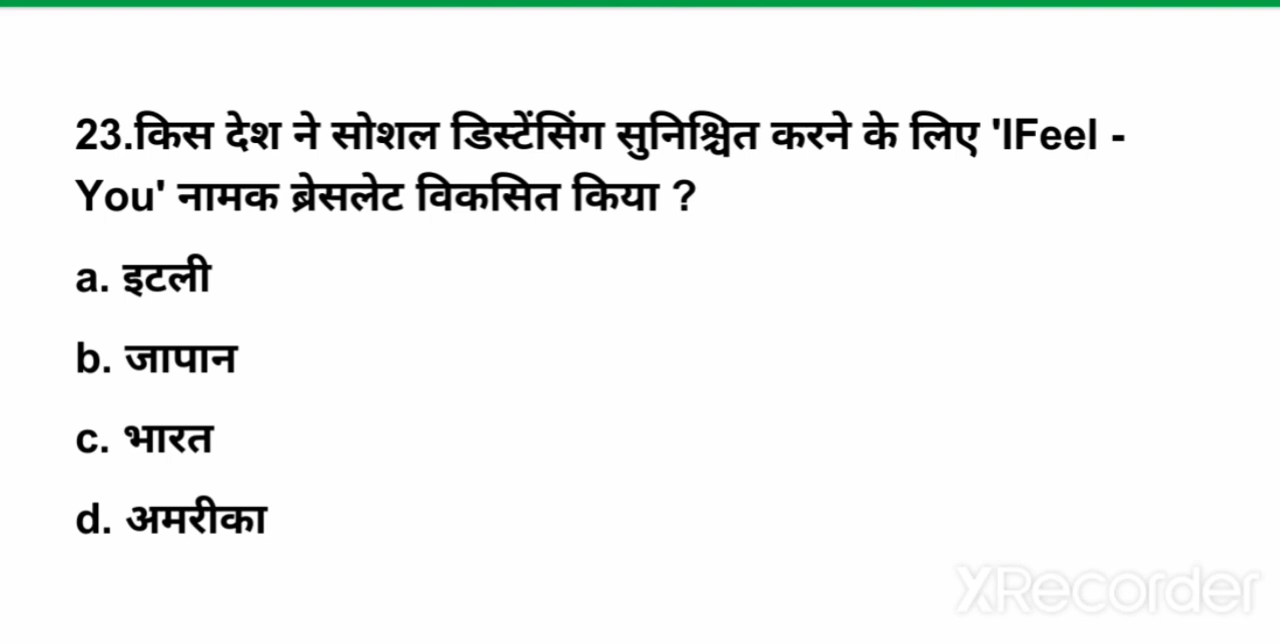 23.किस देश ने सोशल डिस्टेंसिंग सुनिश्चित करने के लिए 'IFeel -
You' नामक ब्रेसलेट विकसित किया ?
a. इटली
b. जापान
c. भारत
d. अमरीका
XRecorder